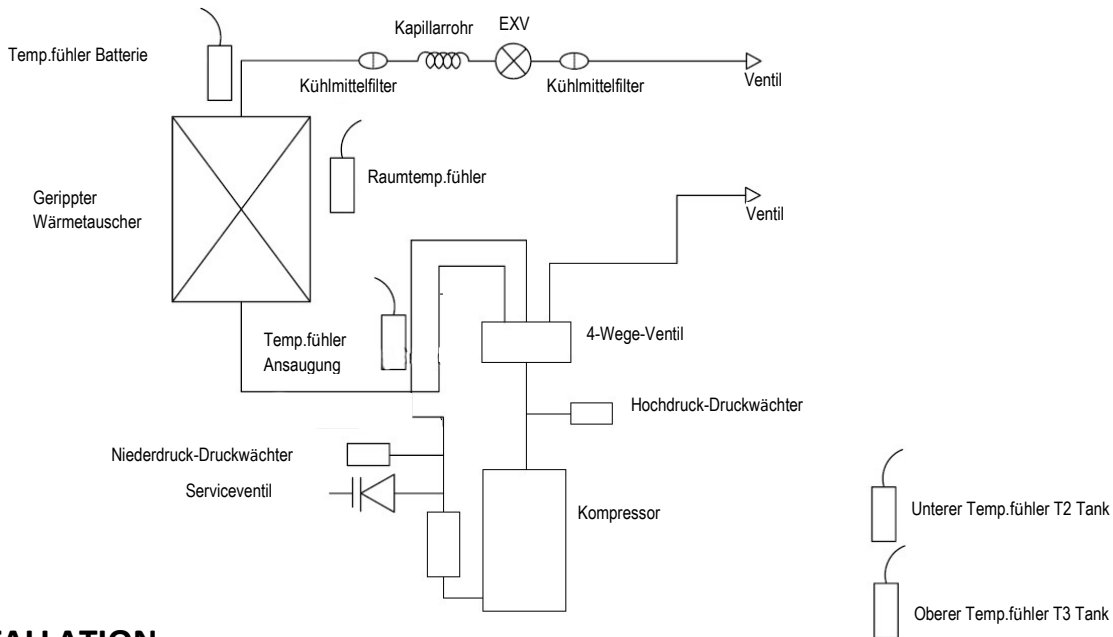 Kapillarrohr
EXV
Temp.fühler Batterie
Kühlmittelfilter
Kühlmittelfilter
Ventil
Raumtemp.fühler
Gerippter
Wärmetauscher
Ventil
Temp.fühler
Ansaugung
4-Wege-Ventil
Hochdruck-Druckwächter
Niederdruck-Druckwächter
Serviceventil
Kompressor
Unterer Temp.fühler T2 Tank
Oberer Temp.fühler T3 Tank